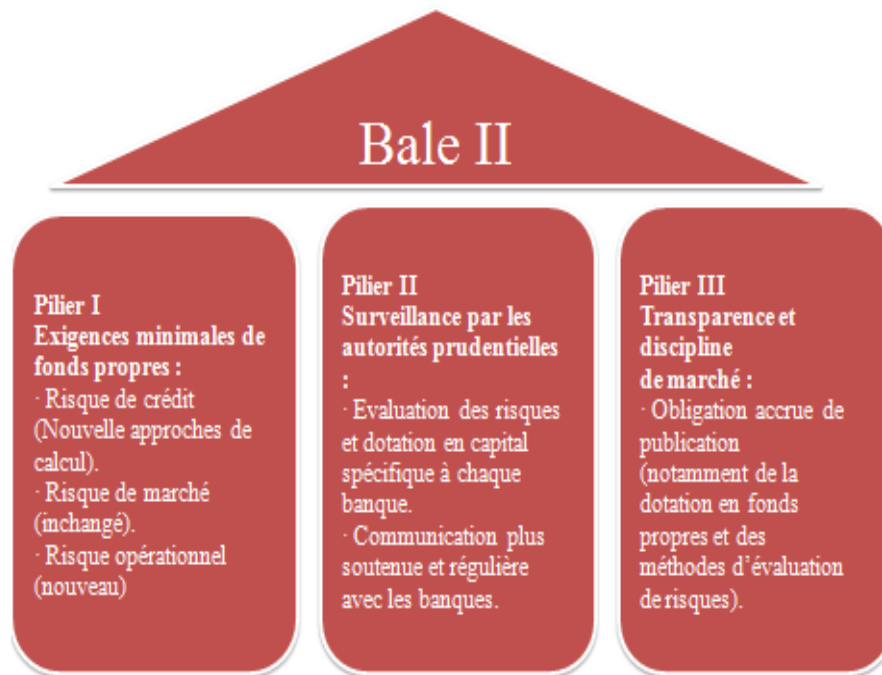 Bale II
Pilier I
Exigences minimales de
fonds propres :
· Risque de crédit
(Nouvelle approches de
calcul).
· Risque de marché
(inchangé).
· Risque opérationnel
(nouveau)
Pilier II
Surveillance par les
autorités prudentielles
:
· Evaluation des risques
et dotation en capital
spécifique à chaque
banque.
· Communication plus
soutenue et régulière
avec les banques.
Pilier III
Transparence et
discipline
de marché :
· Obligation accrue de
publication
(notamment de la
dotation en fonds
propres et des
méthodes d’évaluation
de risques).